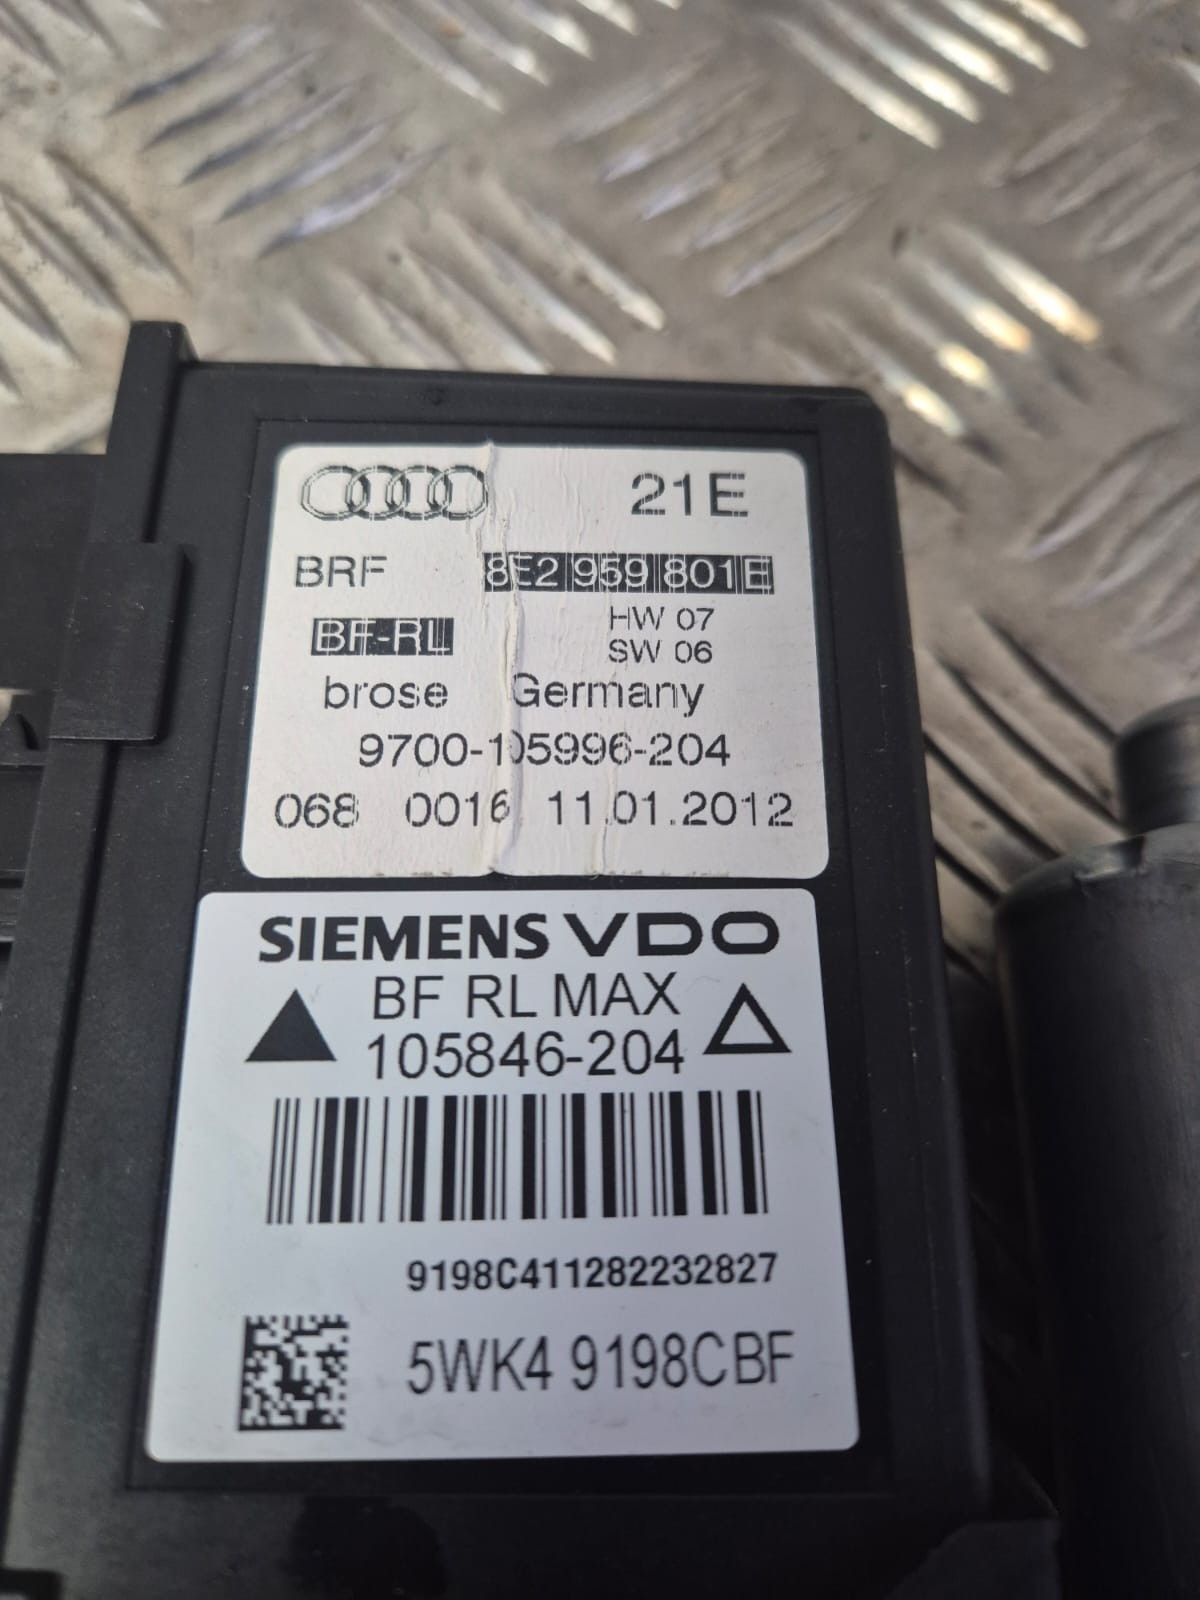 21E
BRF 8E2 959 801E
BF-RL HW 07
SW 06
brose Germany
9700-105996-204
068 0016 11.01.2012
SIEMENS VDO
BF RL MAX
105846-204
9198C411282232827
5WK4 9198CBF